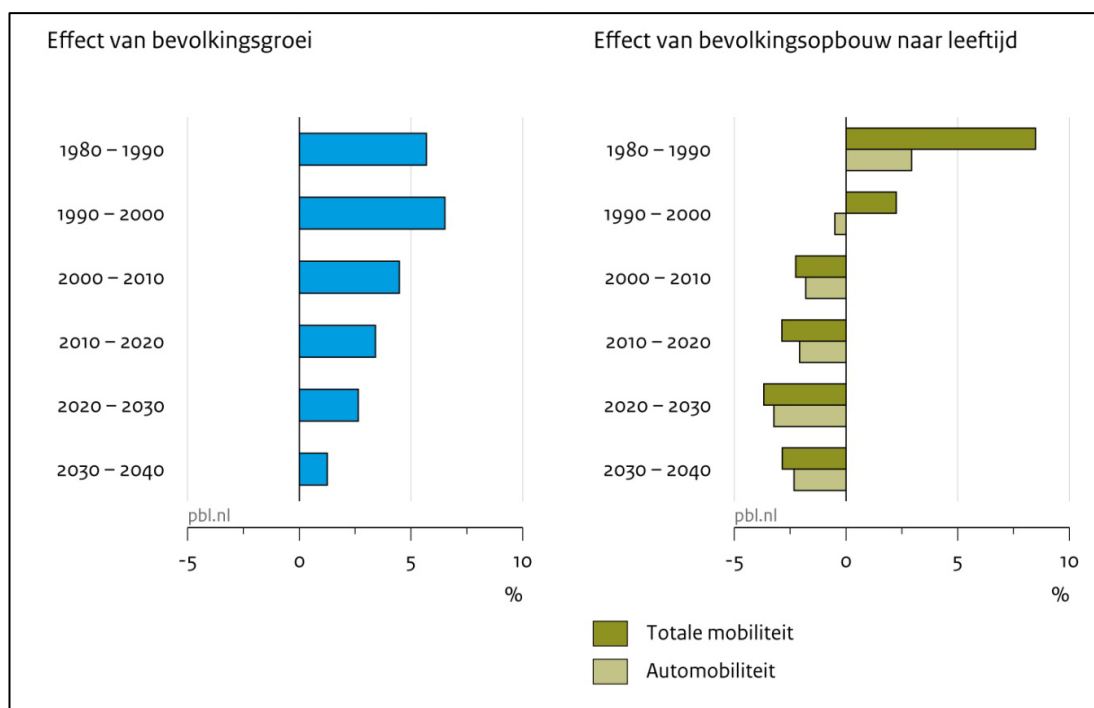 Effect van bevolkingsgroei
1980 – 1990
1990 – 2000
2000 – 2010
2010 – 2020
2020 – 2030
2030 – 2040
pbl.nl
-5 0 5 10
%
Effect van bevolkingsopbouw naar leeftijd
1980 – 1990
1990 – 2000
2000 – 2010
2010 – 2020
2020 – 2030
2030 – 2040
pbl.nl
-5 0 5 10
%
Totale mobiliteit
Automobiliteit